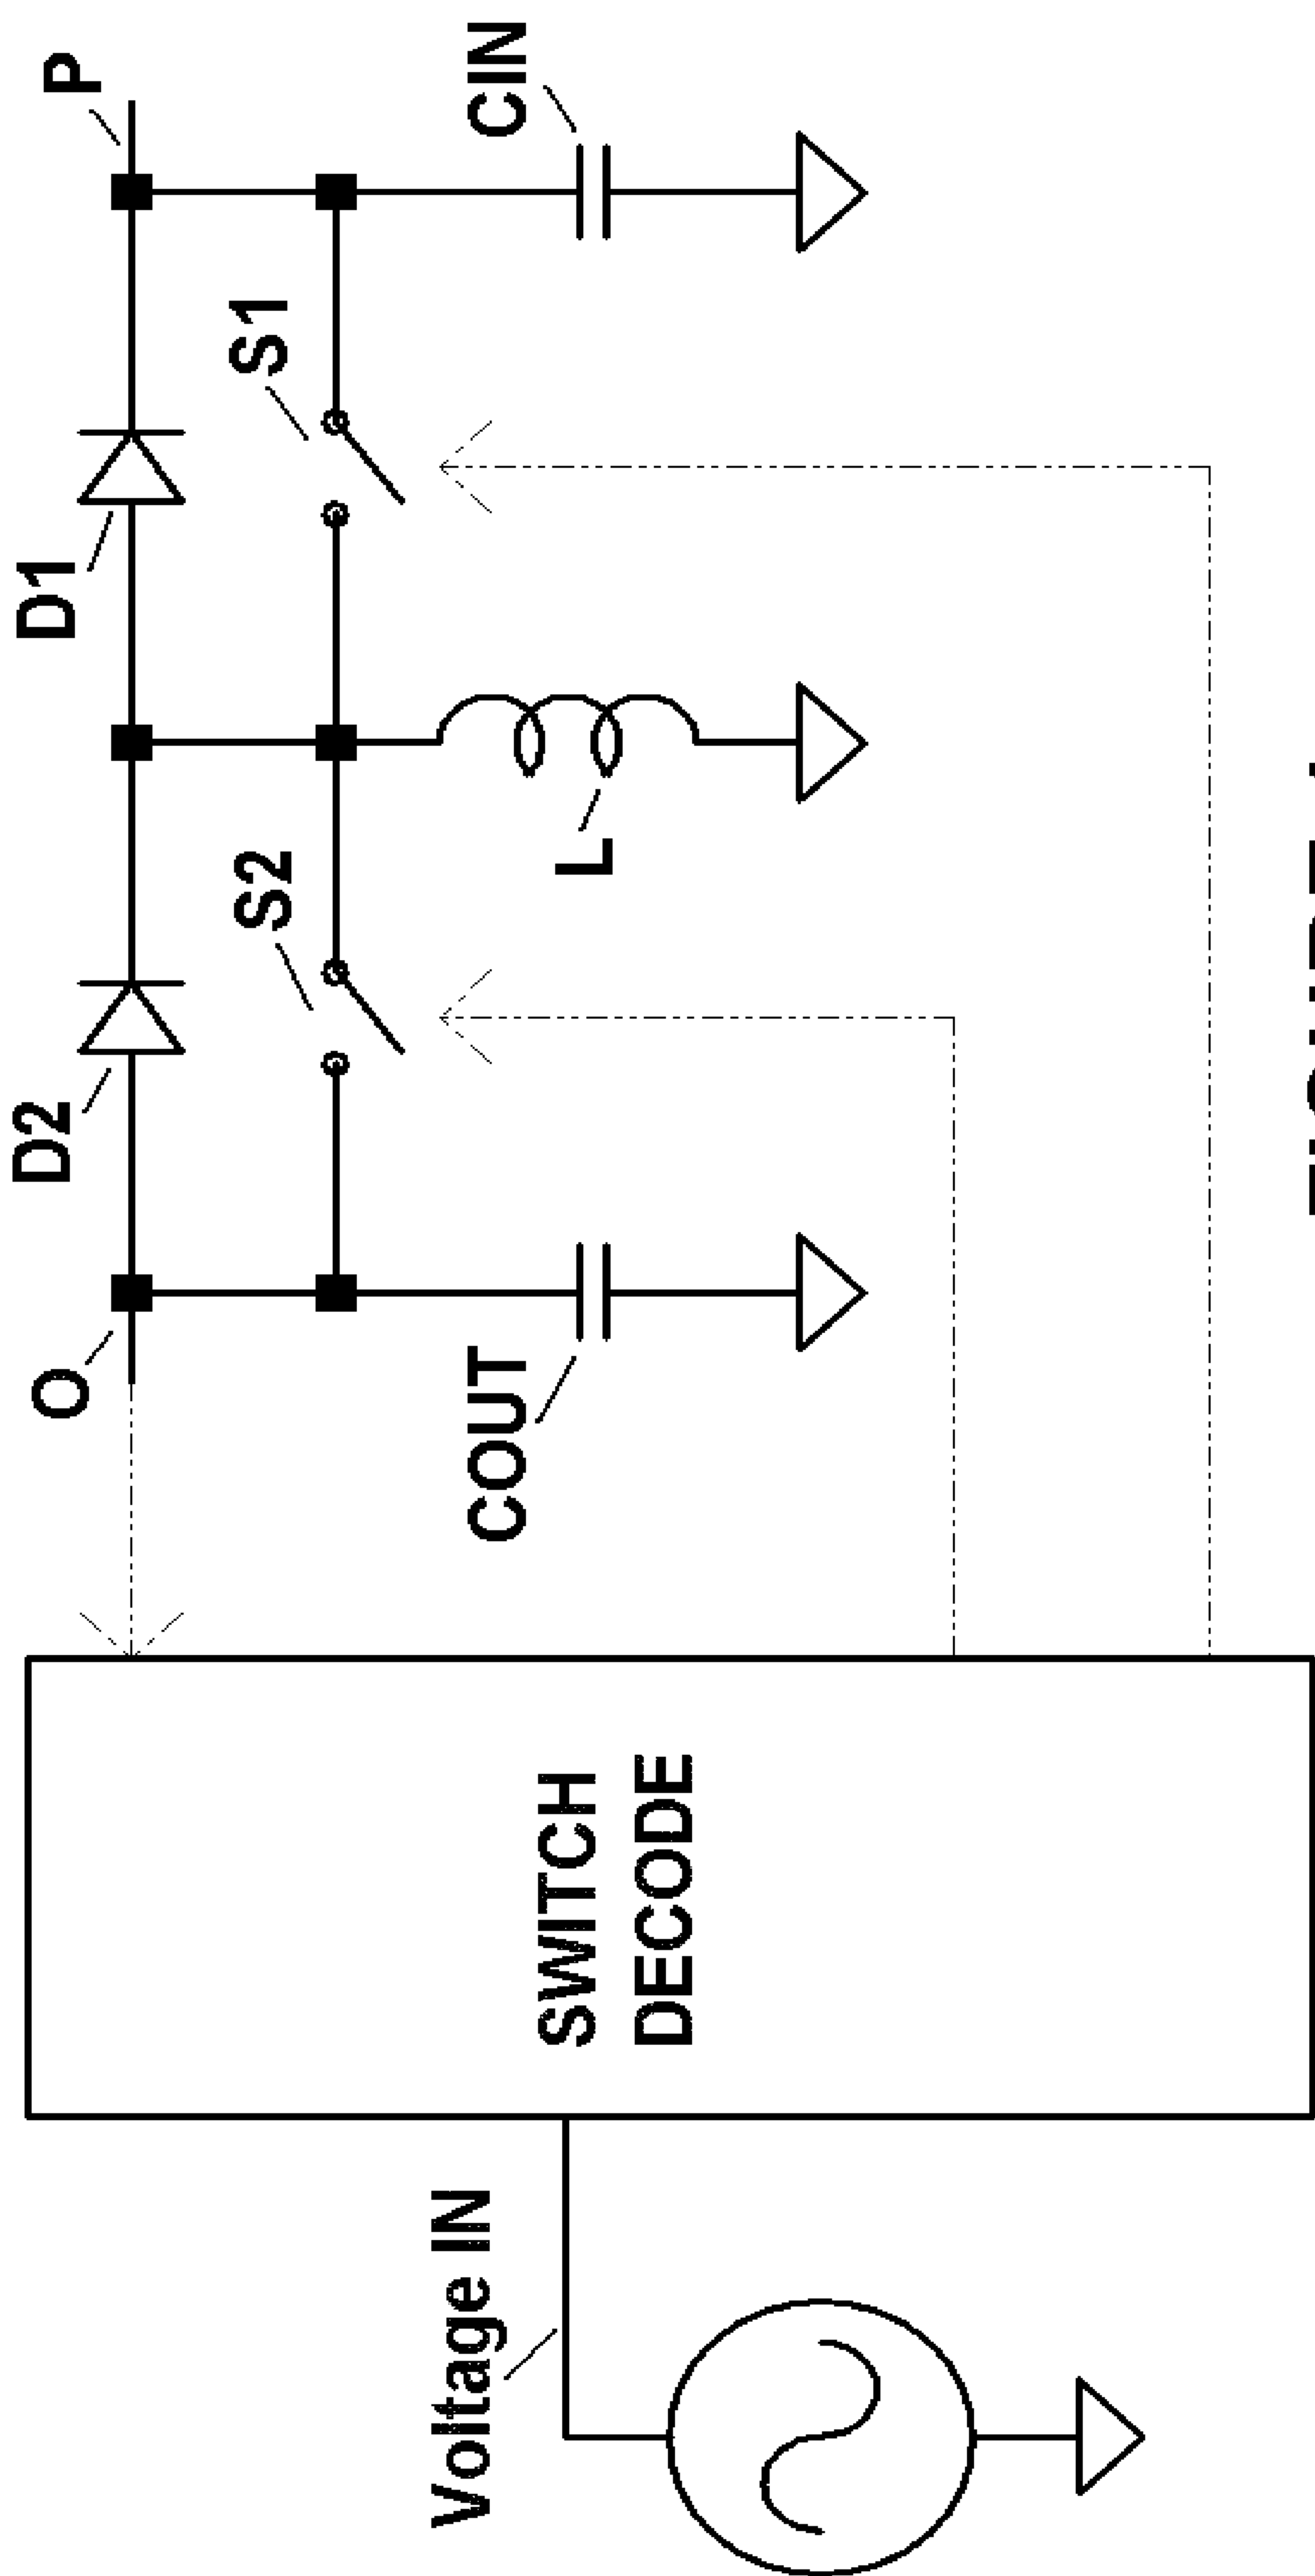 D2
D1
O
P
S2
S1
Voltage IN
COUT
CIN
SWITCH
DECODE
L